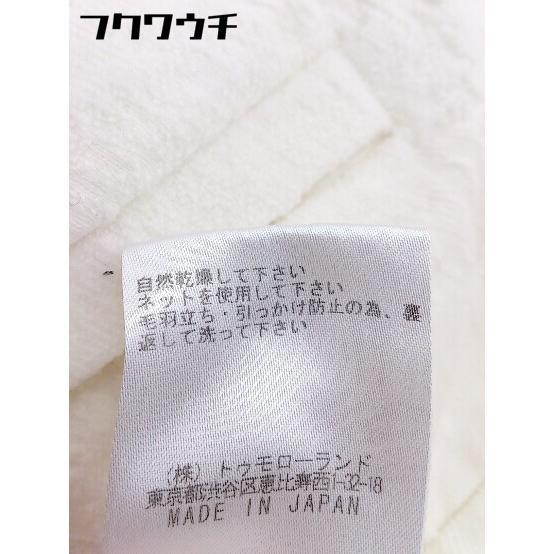 フクワウチ
自然乾燥して下さい
ネットを使用して下さい
毛羽立ち・引っかけ防止の為、裏
返して洗って下さい
(株) トゥモローランド
東京都渋谷区恵比寿西1-32-18
MADE IN JAPAN